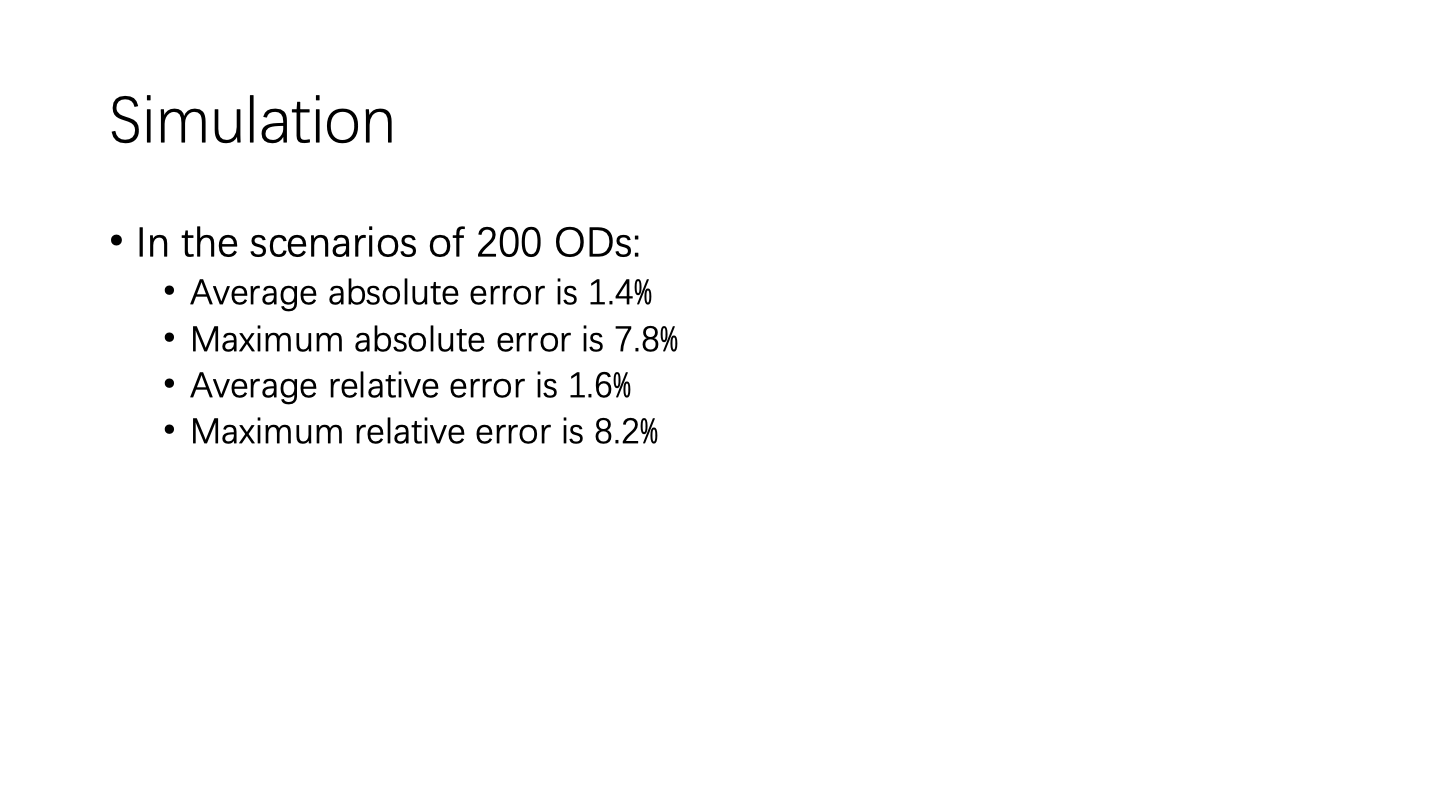 Simulation
• In the scenarios of 200 ODs:
• Average absolute error is 1.4%
• Maximum absolute error is 7.8%
• Average relative error is 1.6%
• Maximum relative error is 8.2%